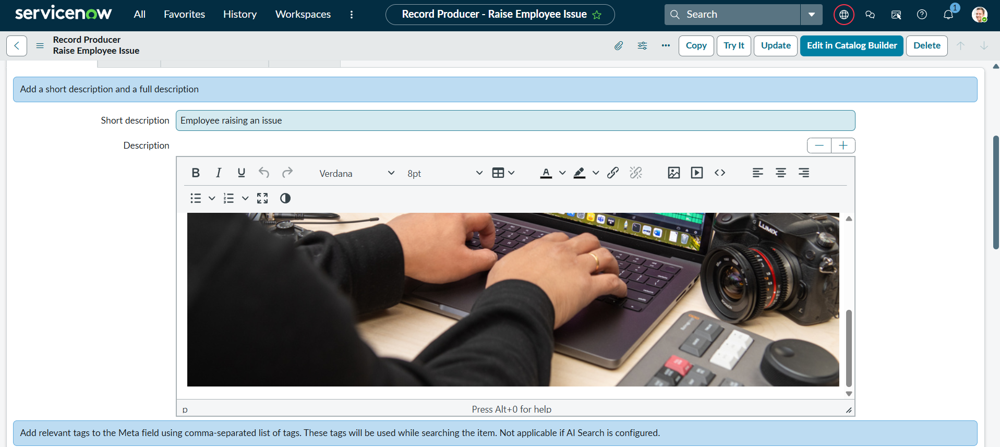 servicenow
All
Favorites
History
Workspaces
Record Producer - Raise Employee Issue
Search
1
Record Producer
Raise Employee Issue
Copy
Try It
Update
Edit in Catalog Builder
Delete
Add a short description and a full description
Short description
Employee raising an issue
Description
B
I
U
Verdana
8pt
A
LUMIX
p
Press Alt+0 for help
Add relevant tags to the Meta field using comma-separated list of tags. These tags will be used while searching the item. Not applicable if AI Search is configured.